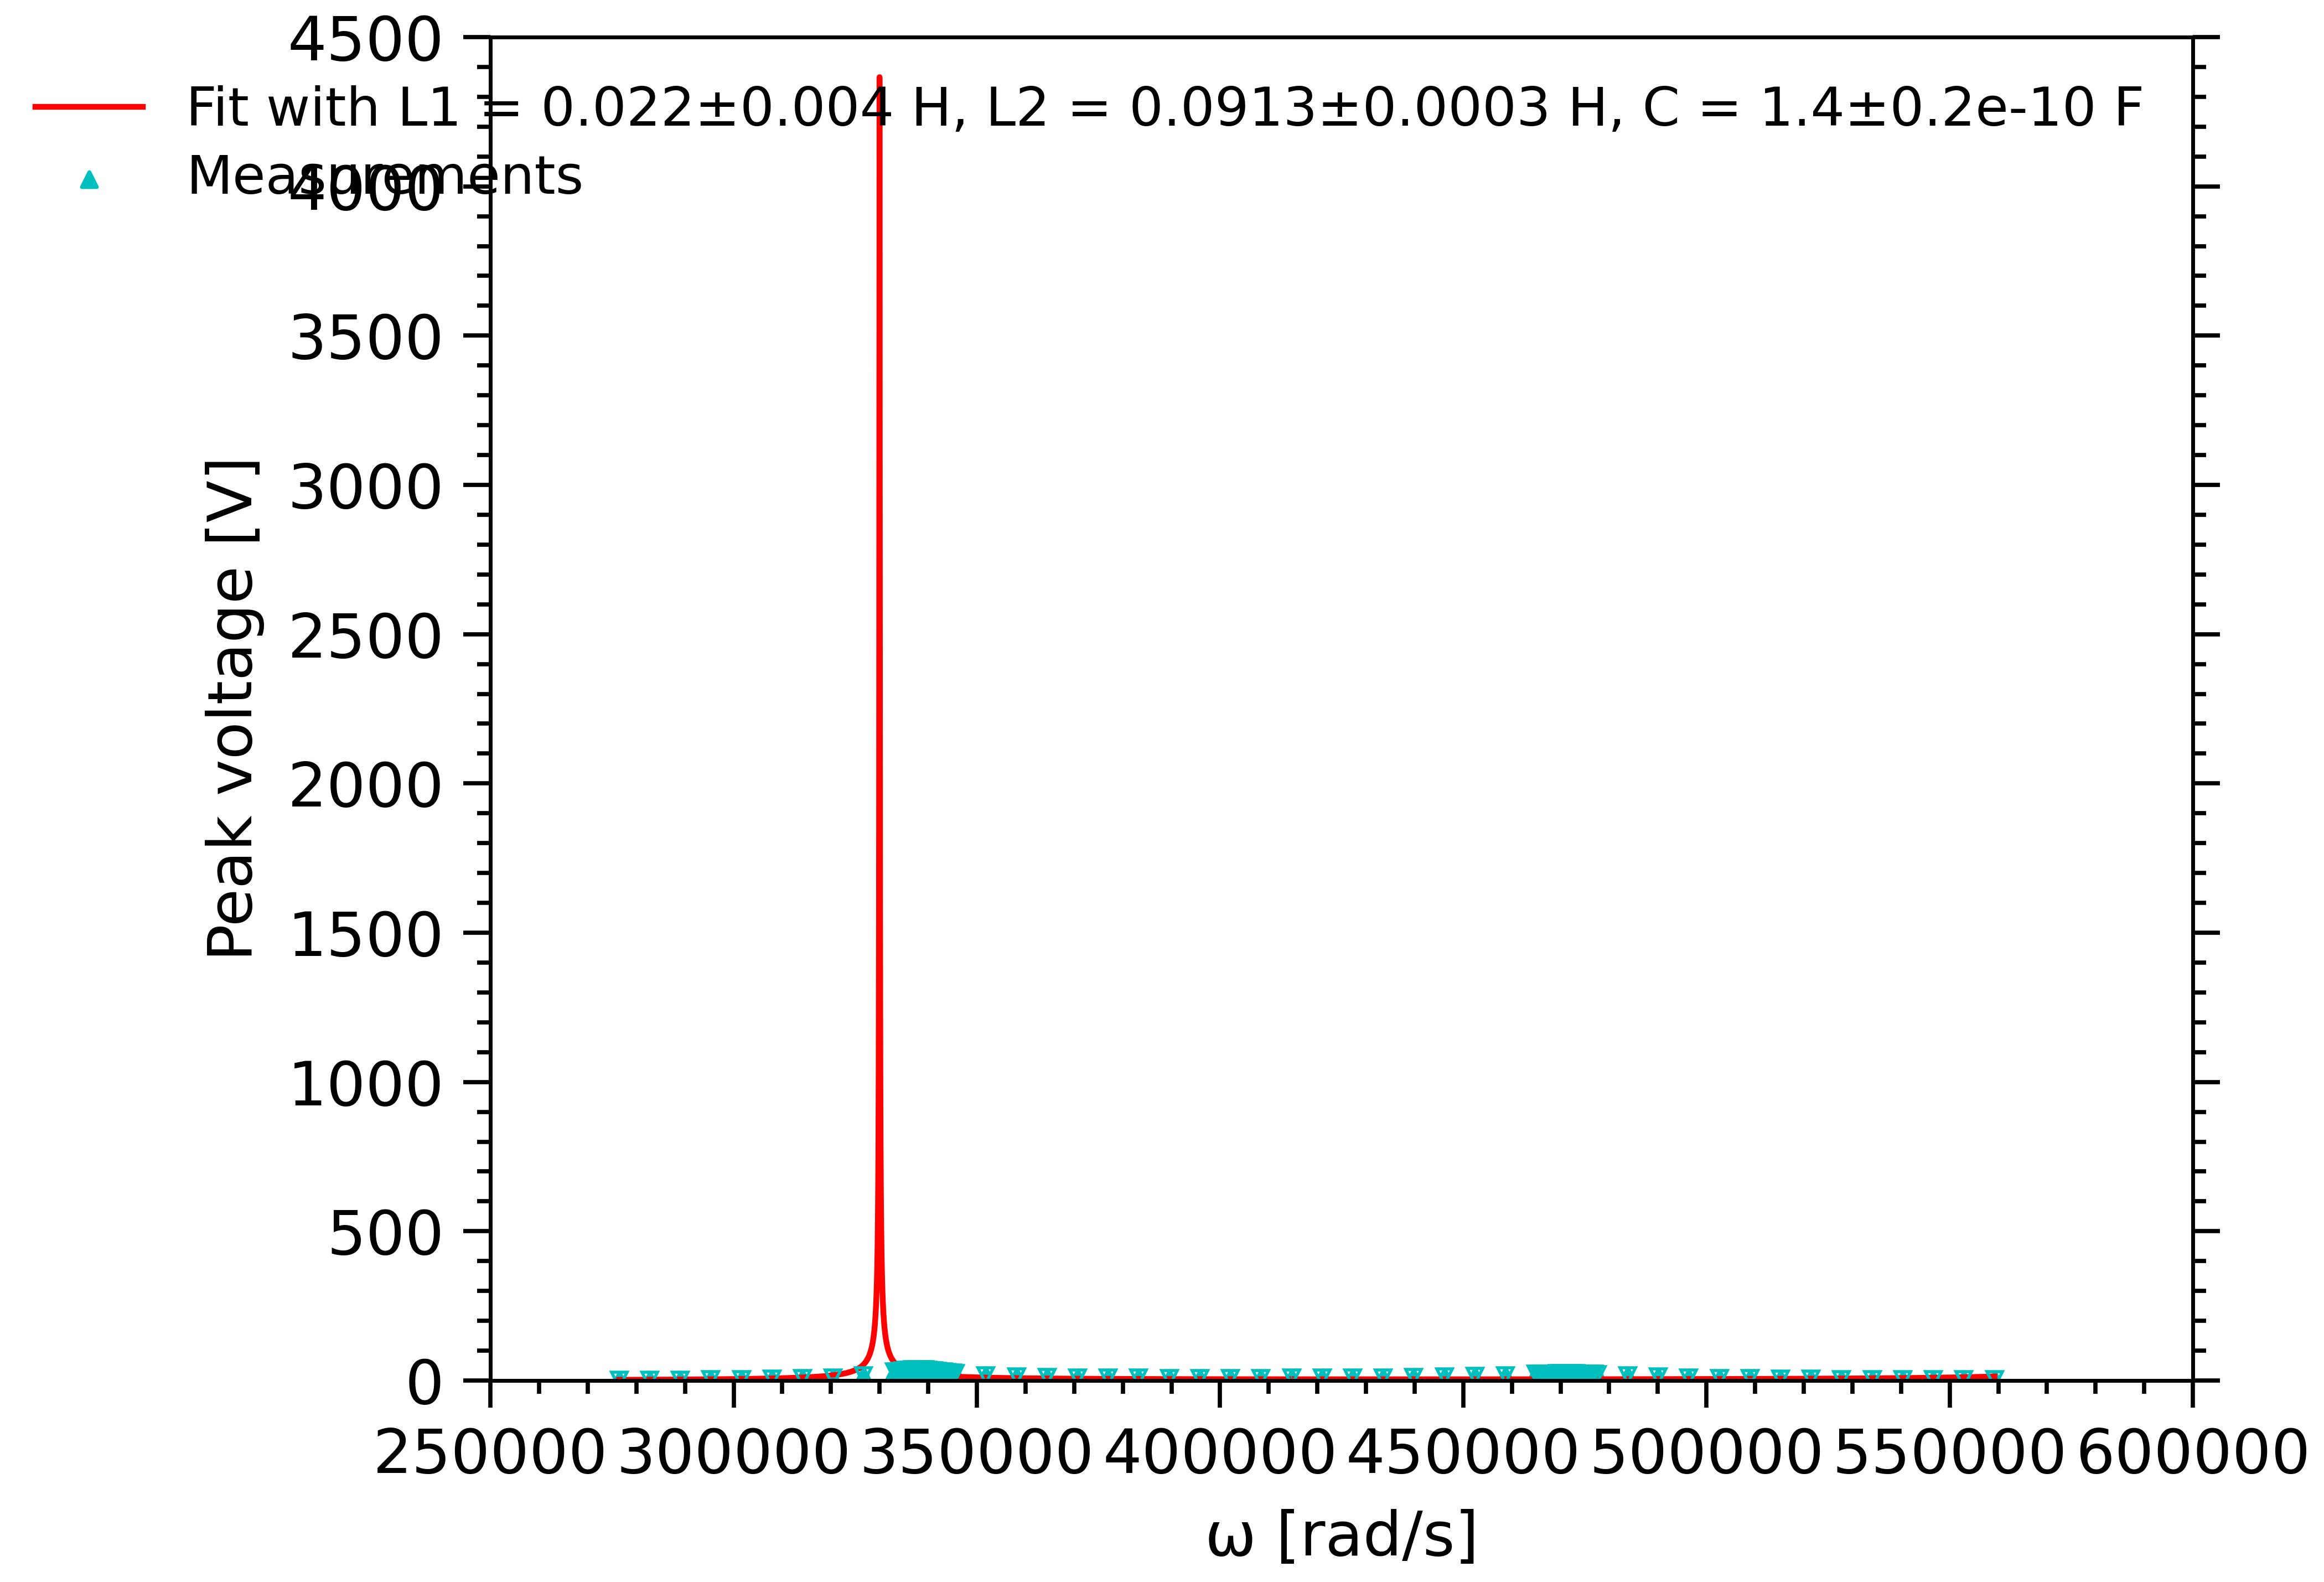 4500
Fit with L1 = 0.022±0.004 H, L2 = 0.0913±0.0003 H, C = 1.4±0.2e-10 F
Measurements
4000
3500
3000
2500
2000
1500
1000
500
0
Peak voltage [V]
250000 300000 350000 400000 450000 500000 550000 600000
ω [rad/s]